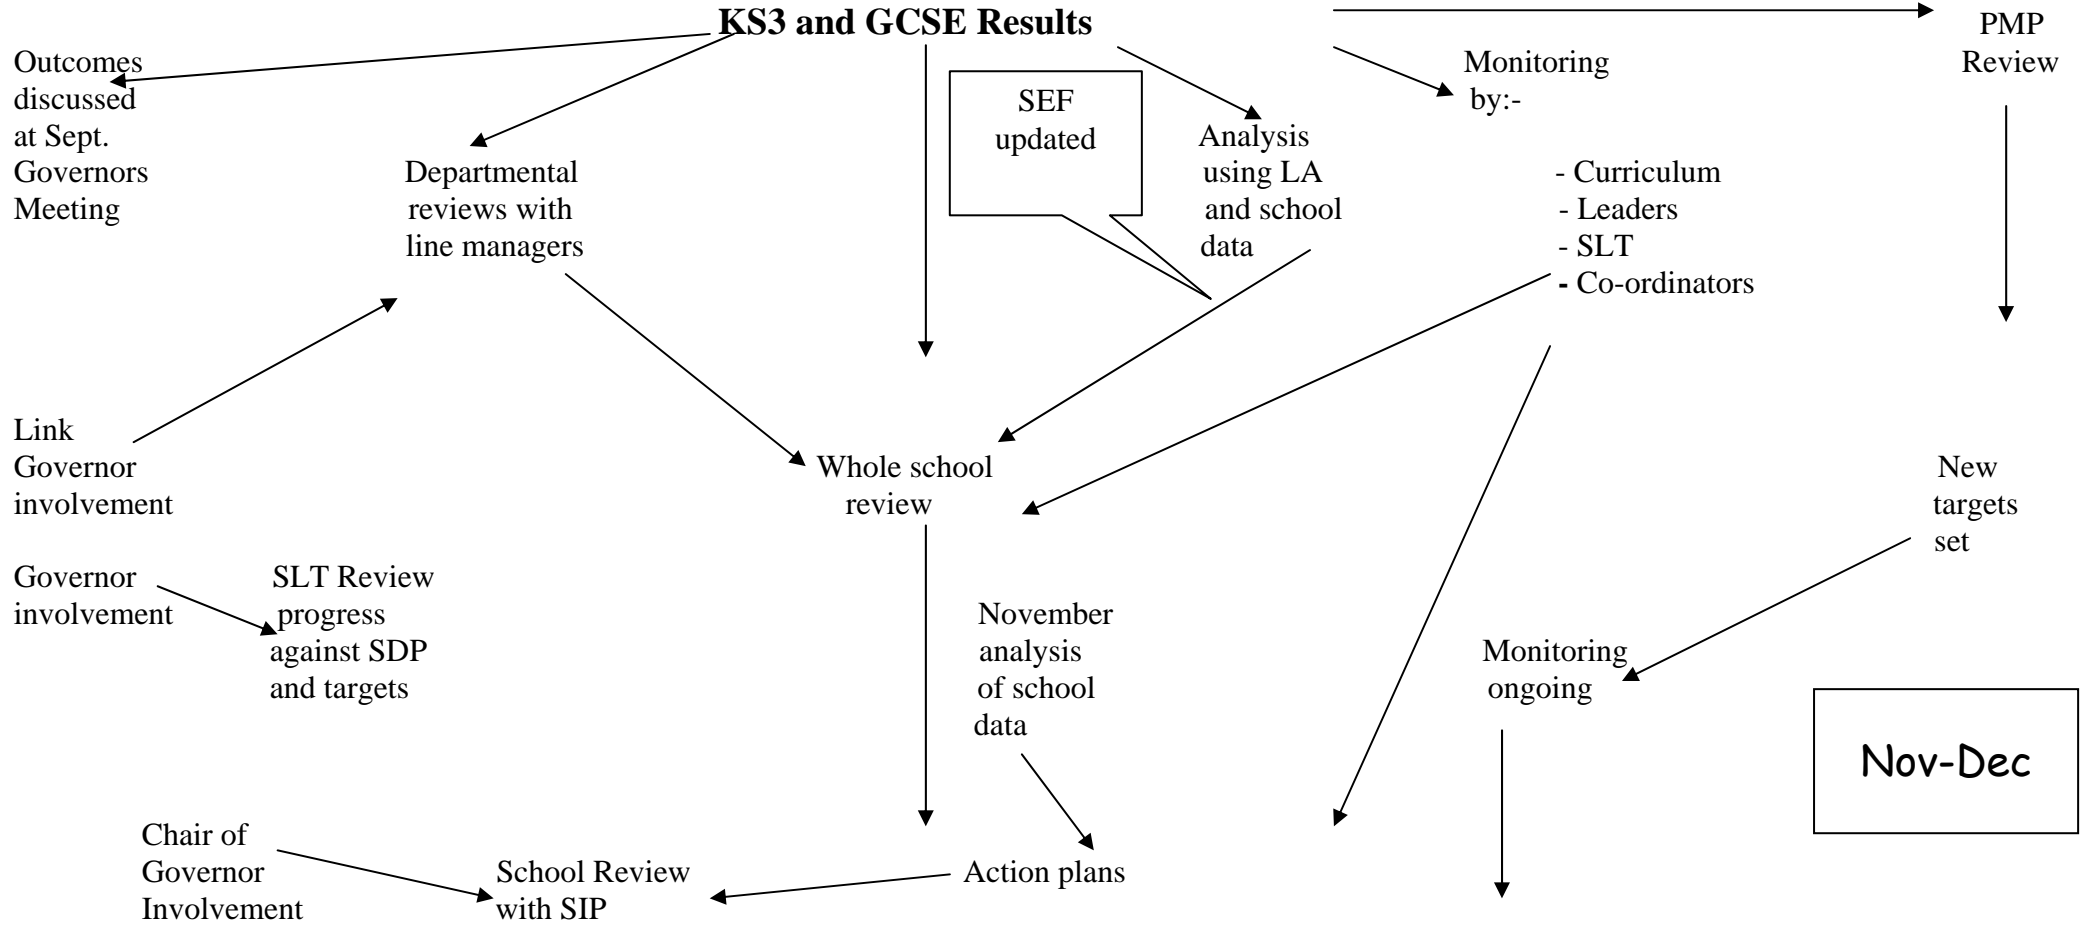 KS3 and GCSE Results
PMP
Review
Outcomes
discussed
at Sept.
Governors
Meeting
Departmental
reviews with
line managers
SEF
updated
Analysis
using LA
and school
data
Monitoring
by:-
- Curriculum
- Leaders
- SLT
- Co-ordinators
Link
Governor
involvement
Whole school
review
New
targets
set
Governor
involvement
SLT Review
progress
against SDP
and targets
November
analysis
of school
data
Monitoring
ongoing
Nov-Dec
Chair of
Governor
Involvement
School Review
with SIP
Action plans